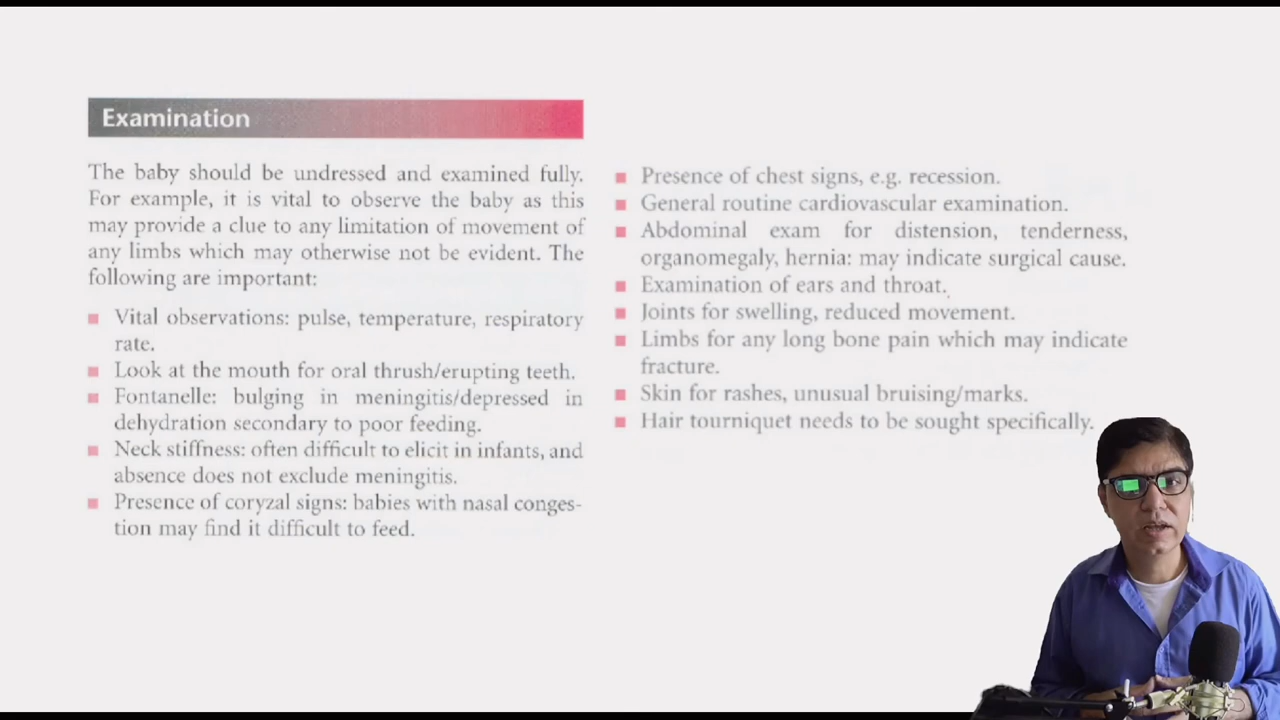 Examination
The baby should be undressed and examined fully.
For example, it is vital to observe the baby as this
may provide a clue to any limitation of movement of
any limbs which may otherwise not be evident. The
following are important:
Vital observations: pulse, temperature, respiratory
rate.
Look at the mouth for oral thrush/erupting teeth.
Fontanelle: bulging in meningitis/depressed in
dehydration secondary to poor feeding.
Neck stiffness: often difficult to elicit in infants, and
absence does not exclude meningitis.
Presence of coryzal signs: babies with nasal conges-
tion may find it difficult to feed.
Presence of chest signs, e.g. recession.
General routine cardiovascular examination.
Abdominal exam for distension, tenderness,
organomegaly, hernia: may indicate surgical cause.
Examination of ears and throat.
Joints for swelling, reduced movement.
Limbs for any long bone pain which may indicate
fracture.
Skin for rashes, unusual bruising/marks.
Hair tourniquet needs to be sought specifically.